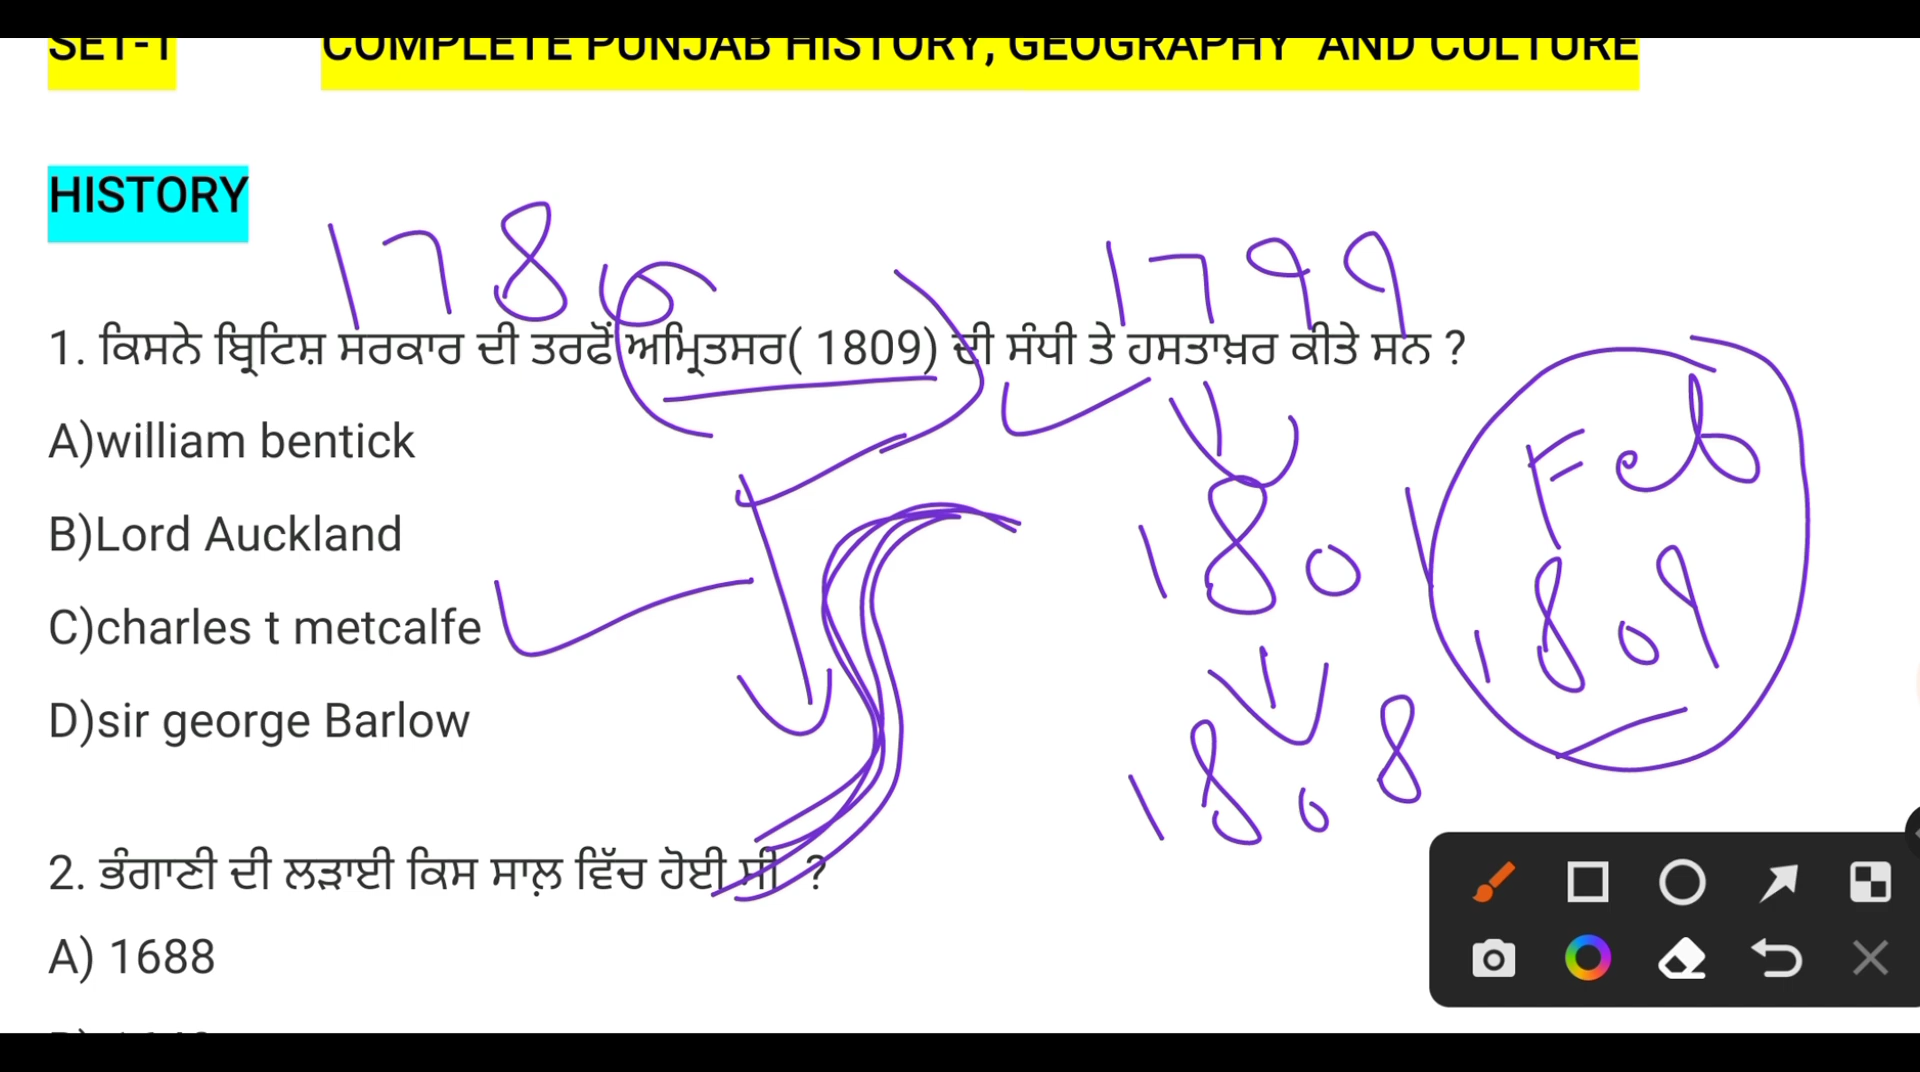 SET-1 COMPLETE PUNJAB HISTORY, GEOGRAPHY AND CULTURE
HISTORY
1786 1799
1. ਕਿਸਨੇ ਬ੍ਰਿਟਿਸ਼ ਸਰਕਾਰ ਦੀ ਤਰਫੋਂ ਅਮ੍ਰਿਤਸਰ( 1809) ਦੀ ਸੰਧੀ ਤੇ ਹਸਤਾਖ਼ਰ ਕੀਤੇ ਸਨ ?
A)william bentick
B)Lord Auckland
C)charles t metcalfe
D)sir george Barlow
1801
Feb
1809
1808
2. ਭੰਗਾਣੀ ਦੀ ਲੜਾਈ ਕਿਸ ਸਾਲ਼ ਵਿੱਚ ਹੋਈ ਸੀ ?
A) 1688